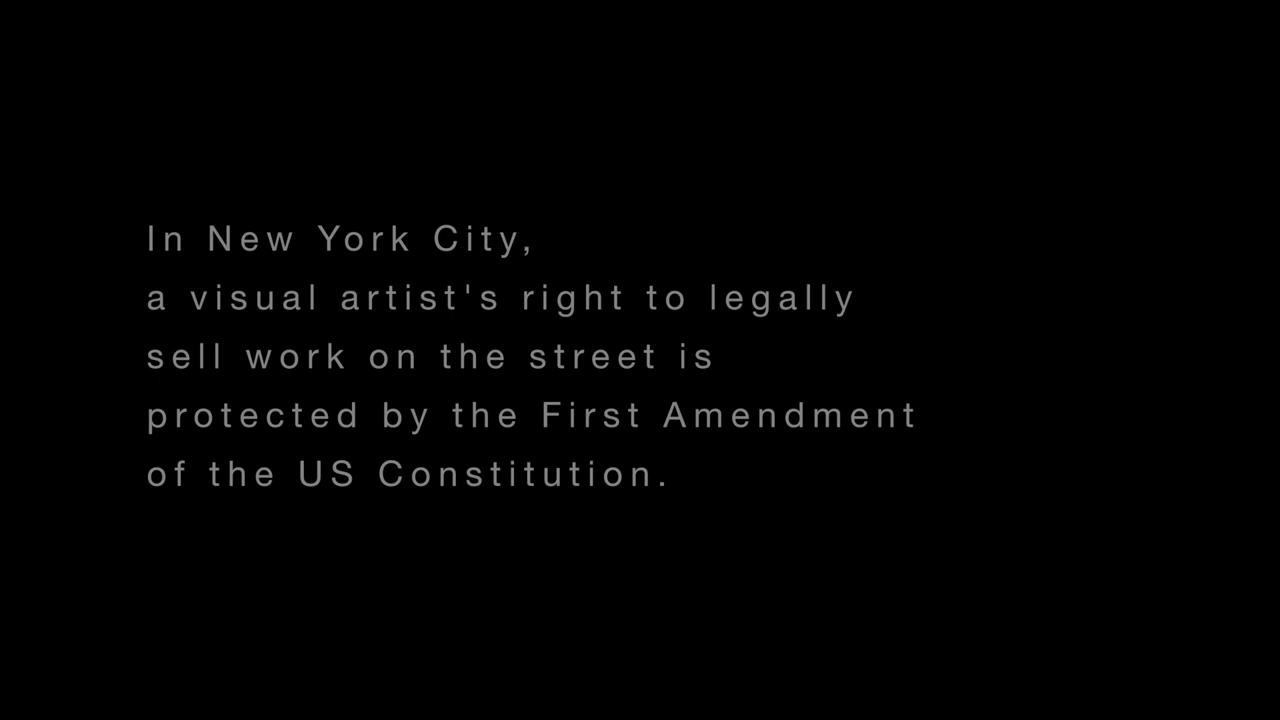 In New York City,
a visual artist's right to legally
sell work on the street is
protected by the First Amendment
of the US Constitution.